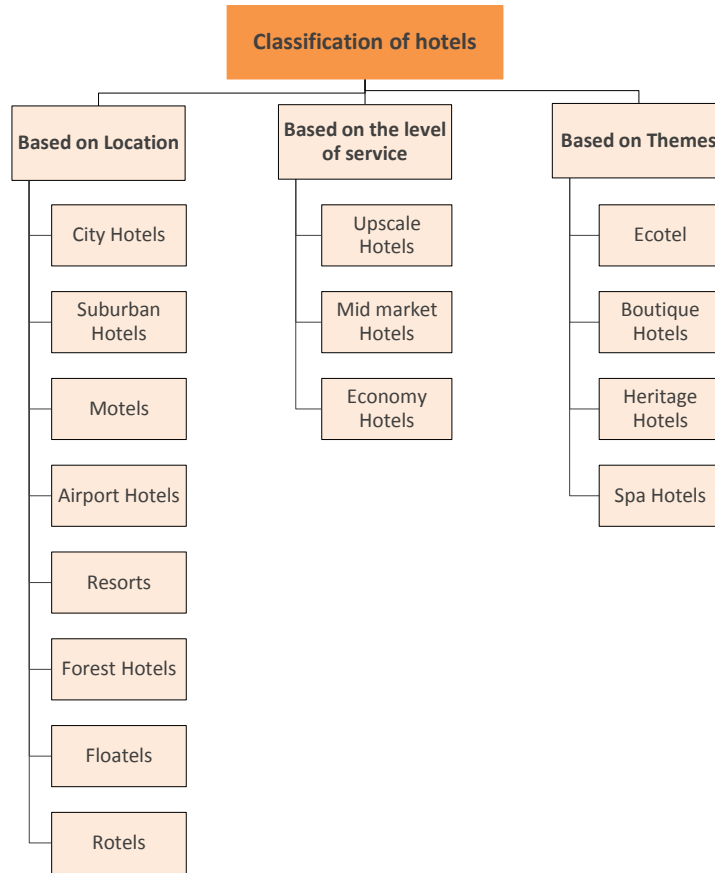 Classification of hotels
Based on Location
City Hotels
Suburban
Hotels
Motels
Airport Hotels
Resorts
Forest Hotels
Floatels
Rotels
Based on the level
of service
Upscale
Hotels
Mid market
Hotels
Economy
Hotels
Based on Themes
Ecotel
Boutique
Hotels
Heritage
Hotels
Spa Hotels